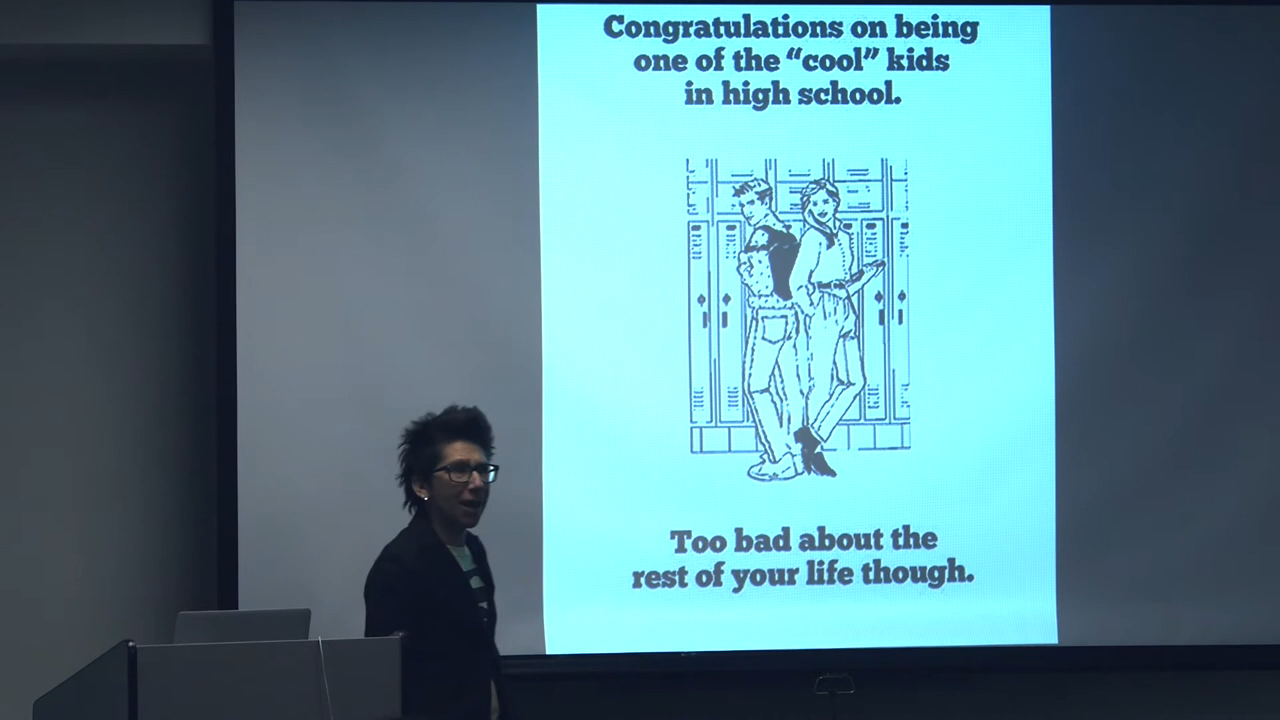 Congratulations on being
one of the “cool” kids
in high school.
Too bad about the
rest of your life though.